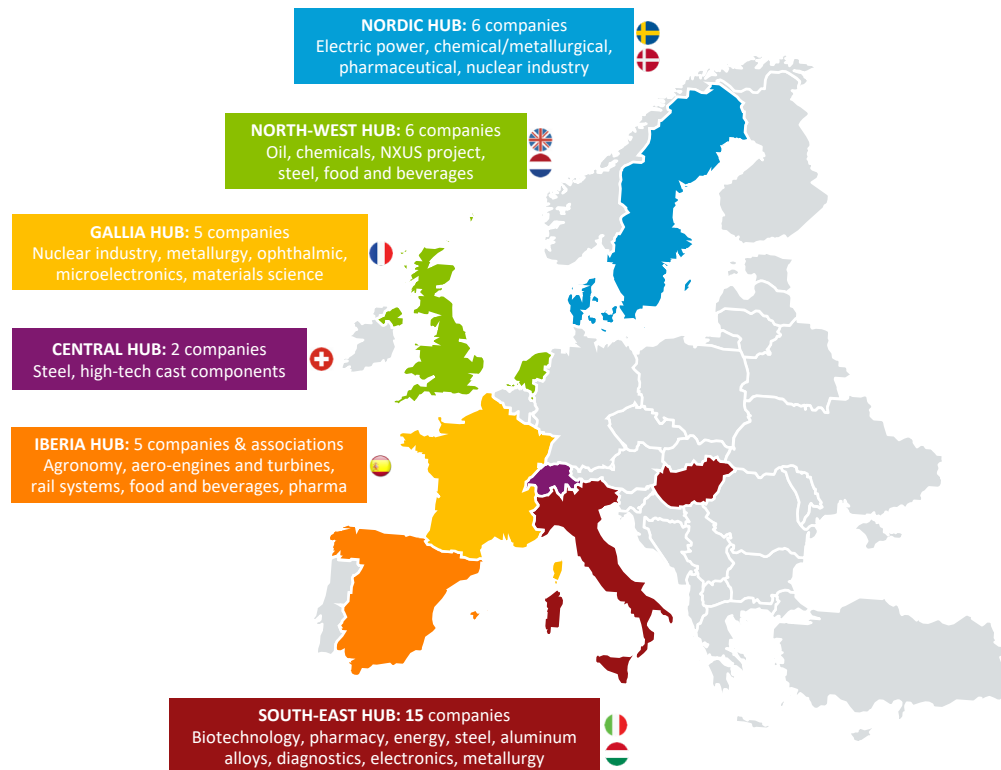 NORDIC HUB: 6 companies
Electric power, chemical/metallurgical,
pharmaceutical, nuclear industry
NORTH-WEST HUB: 6 companies
Oil, chemicals, NXUS project,
steel, food and beverages
GALLIA HUB: 5 companies
Nuclear industry, metallurgy, ophthalmic,
microelectronics, materials science
CENTRAL HUB: 2 companies
Steel, high-tech cast components
IBERIA HUB: 5 companies & associations
Agronomy, aero-engines and turbines,
rail systems, food and beverages, pharma
SOUTH-EAST HUB: 15 companies
Biotechnology, pharmacy, energy, steel, aluminum
alloys, diagnostics, electronics, metallurgy